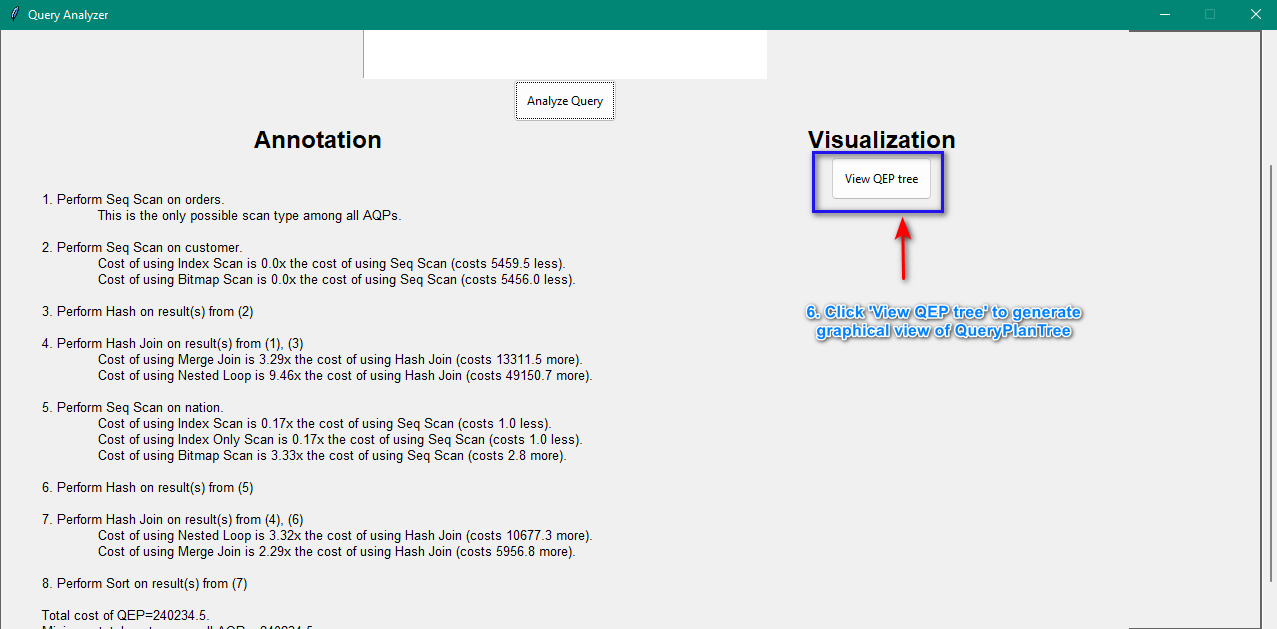 Query Analyzer
Analyze Query
Annotation
Visualization
View QEP tree
1. Perform Seq Scan on orders.
This is the only possible scan type among all AQPs.
2. Perform Seq Scan on customer.
Cost of using Index Scan is 0.0x the cost of using Seq Scan (costs 5459.5 less).
Cost of using Bitmap Scan is 0.0x the cost of using Seq Scan (costs 5456.0 less).
3. Perform Hash on result(s) from (2)
4. Perform Hash Join on result(s) from (1), (3)
Cost of using Merge Join is 3.29x the cost of using Hash Join (costs 13311.5 more).
Cost of using Nested Loop is 9.46x the cost of using Hash Join (costs 49150.7 more).
5. Perform Seq Scan on nation.
Cost of using Index Scan is 0.17x the cost of using Seq Scan (costs 1.0 less).
Cost of using Index Only Scan is 0.17x the cost of using Seq Scan (costs 1.0 less).
Cost of using Bitmap Scan is 3.33x the cost of using Seq Scan (costs 2.8 more).
6. Perform Hash on result(s) from (5)
7. Perform Hash Join on result(s) from (4), (6)
Cost of using Nested Loop is 3.32x the cost of using Hash Join (costs 10677.3 more).
Cost of using Merge Join is 2.29x the cost of using Hash Join (costs 5956.8 more).
8. Perform Sort on result(s) from (7)
Total cost of QEP=240234.5.
6. Click 'View QEP tree' to generate
graphical view of QueryPlanTree